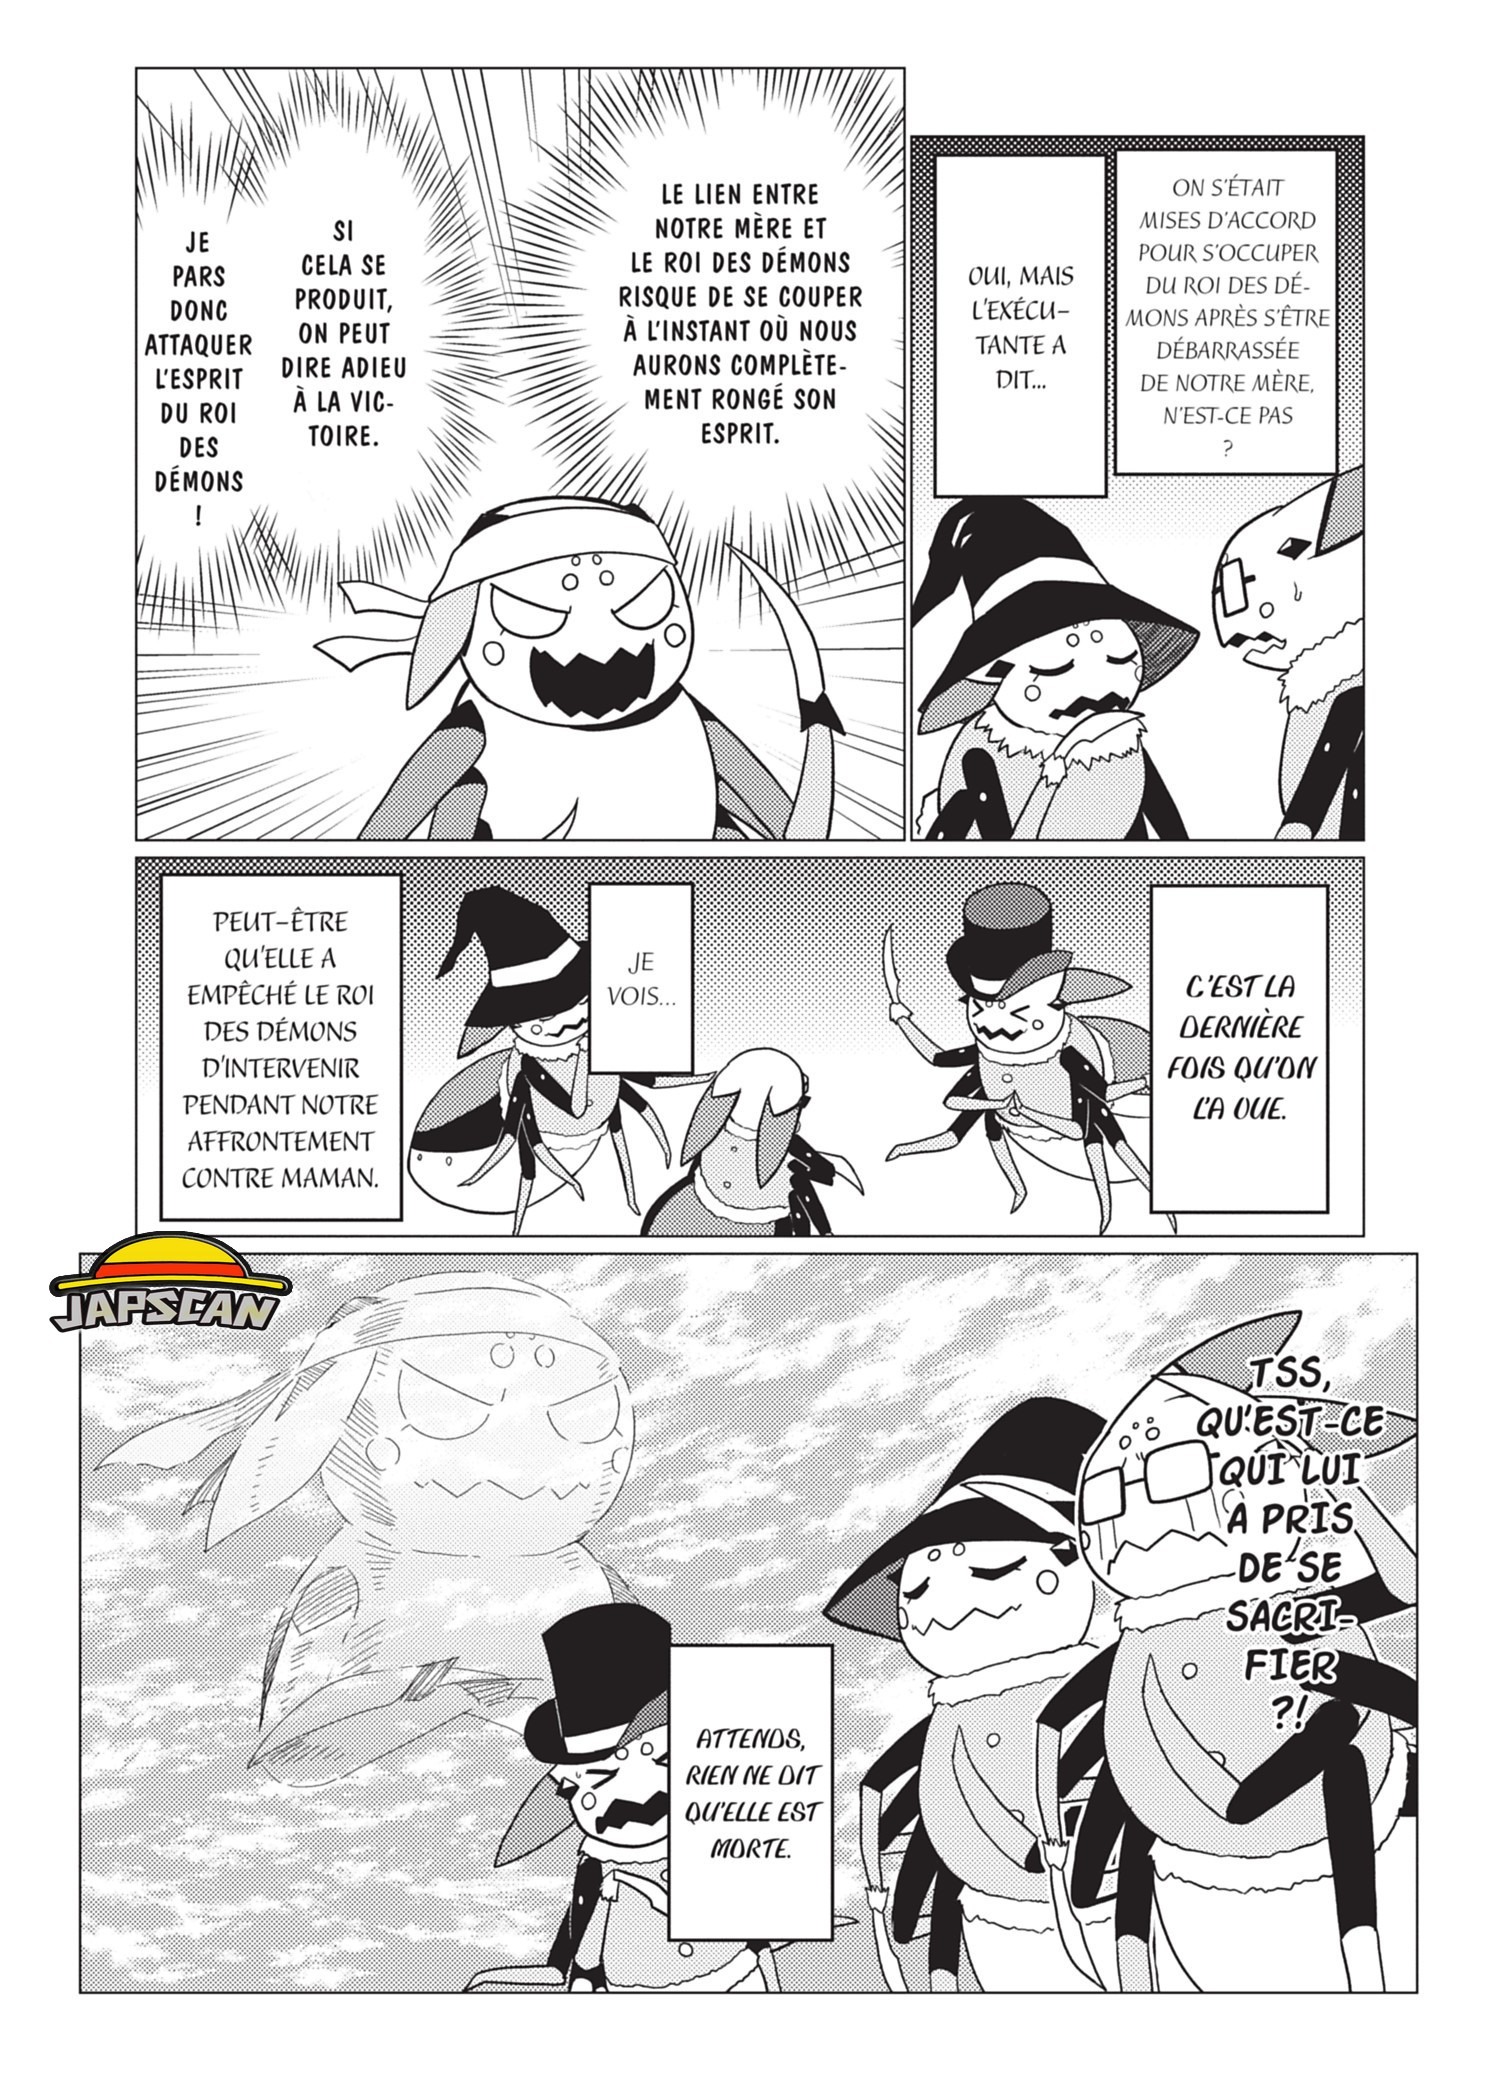 ON S'ÉTAIT
MISES D'ACCORD
POUR S'OCCUPER
DU ROI DES DÉ-
MONS APRÈS S'ÊTRE
DÉBARRASSÉE
DE NOTRE MÈRE,
N'EST-CE PAS
?
OUI, MAIS
L'EXÉCU-
TANTE A
DIT...
LE LIEN ENTRE
NOTRE MÈRE ET
LE ROI DES DÉMONS
RISQUE DE SE COUPER
À L'INSTANT OÙ NOUS
AURONS COMPLÈTE-
MENT RONGÉ SON
ESPRIT.
SI
CELA SE
PRODUIT,
ON PEUT
DIRE ADIEU
À LA VIC-
TOIRE.
JE
PARS
DONC
ATTAQUER
L'ESPRIT
DU ROI
DES
DÉMONS
!
C'EST LA
DERNIÈRE
FOIS QU'ON
L'A OUE.
JE
VOIS...
PEUT-ÊTRE
QU'ELLE A
EMPÊCHÉ LE ROI
DES DÉMONS
D'INTERVENIR
PENDANT NOTRE
AFFRONTEMENT
CONTRE MAMAN.
JAPSCAN
TSS,
QU'EST-CE
QUI LUI
A PRIS
DE SE
SACRI-
FIER
?!
ATTENDS,
RIEN NE DIT
QU'ELLE EST
MORTE.